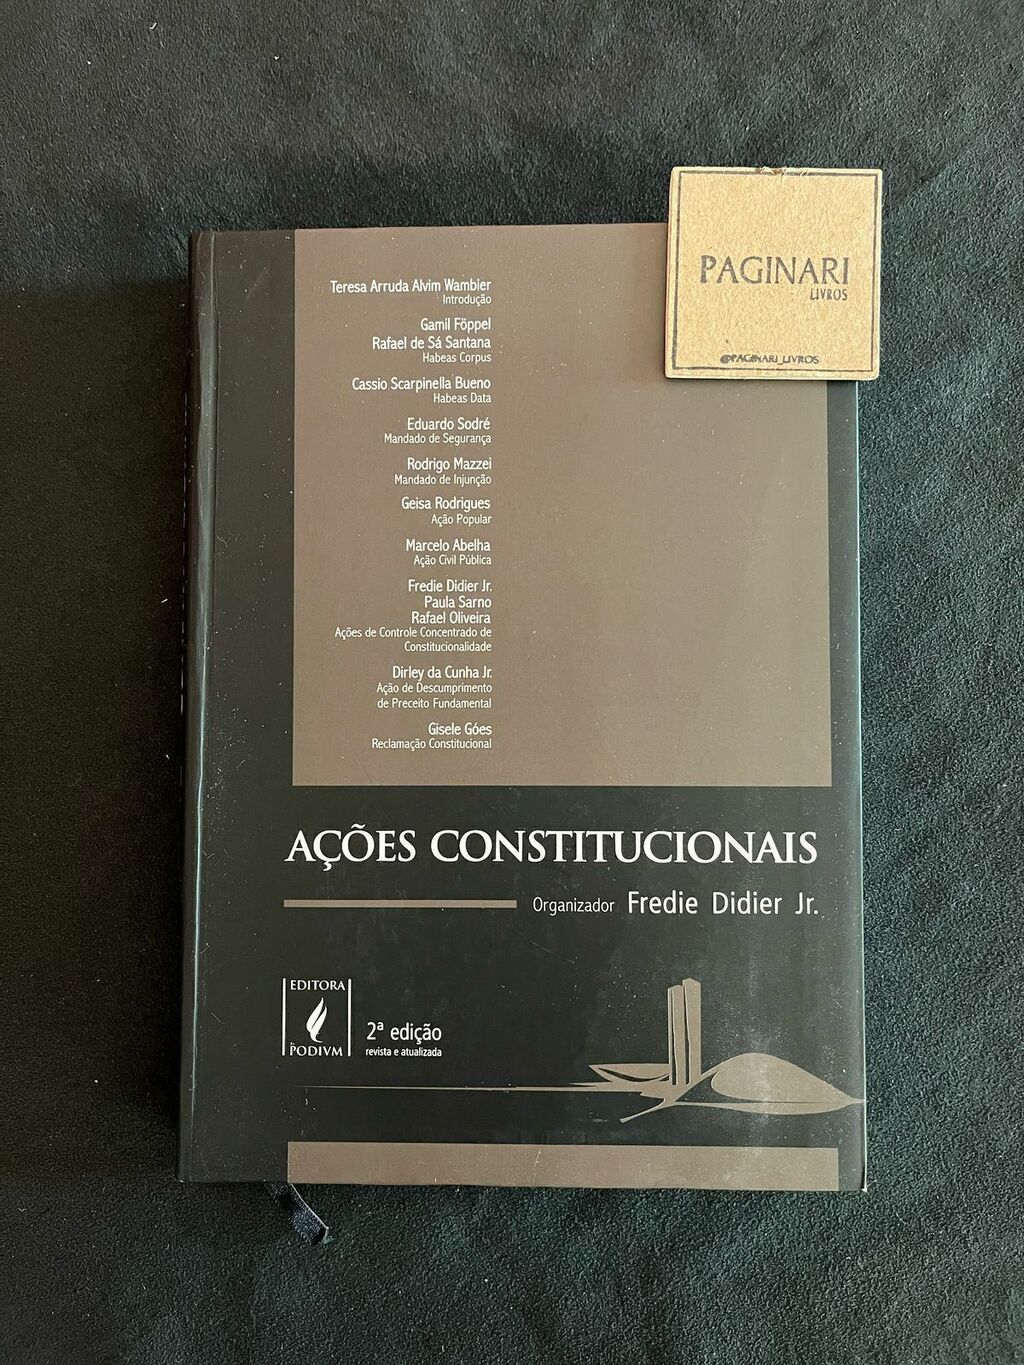 PAGINARI
LIVROS
@PAGINARI_LIVROS
Teresa Arruda Alvim Wambier
Introdução
Gamil Föppel
Rafael de Sá Santana
Habeas Corpus
Cassio Scarpinella Bueno
Habeas Data
Eduardo Sodré
Mandado de Segurança
Rodrigo Mazzei
Mandado de Injunção
Geisa Rodrigues
Ação Popular
Marcelo Abelha
Ação Civil Pública
Fredie Didier Jr.
Paula Sarno
Rafael Oliveira
Ações de Controle Concentrado de
Constitucionalidade
Dirley da Cunha Jr.
Ação de Descumprimento
de Preceito Fundamental
Gisele Góes
Reclamação Constitucional
AÇÕES CONSTITUCIONAIS
Organizador Fredie Didier Jr.
EDITORA
PODIVM
2ª edição
revista e atualizada